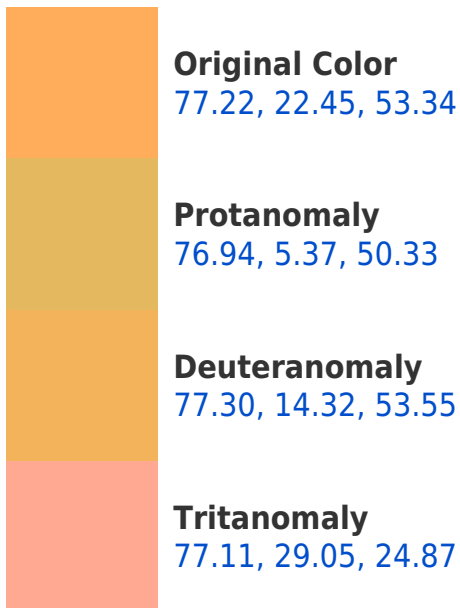 Original Color
77.22, 22.45, 53.34
Protanomaly
76.94, 5.37, 50.33
Deuteranomaly
77.30, 14.32, 53.55
Tritanomaly
77.11, 29.05, 24.87